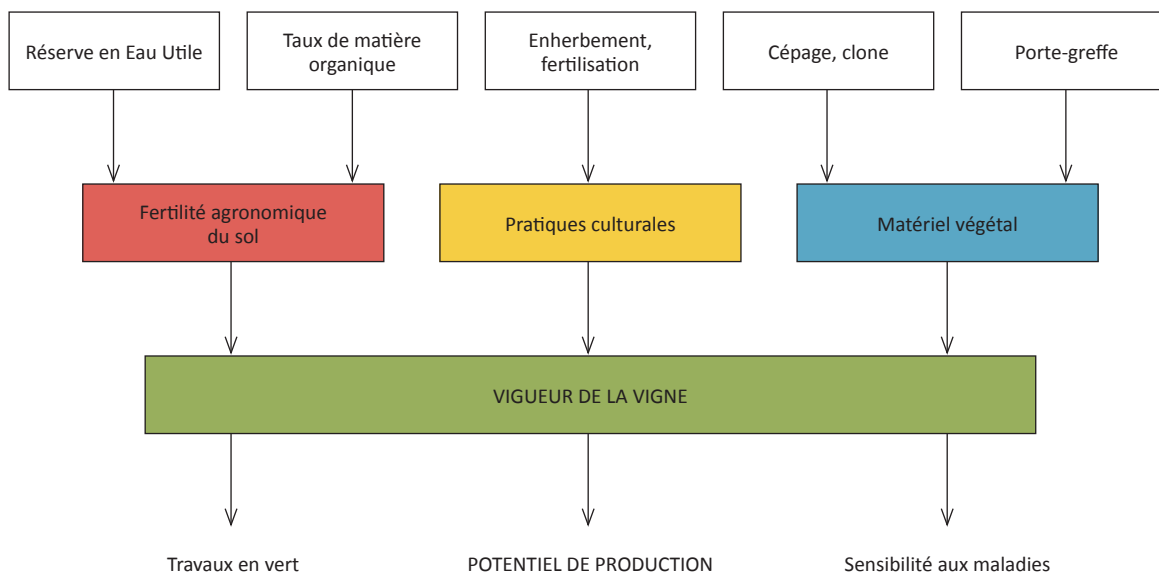 Réserve en Eau Utile
Taux de matière
organique
Enherbement,
fertilisation
Cépage, clone
Porte-greffe
Fertilité agronomique
du sol
Pratiques culturales
Matériel végétal
VIGUEUR DE LA VIGNE
Travaux en vert
POTENTIEL DE PRODUCTION
Sensibilité aux maladies